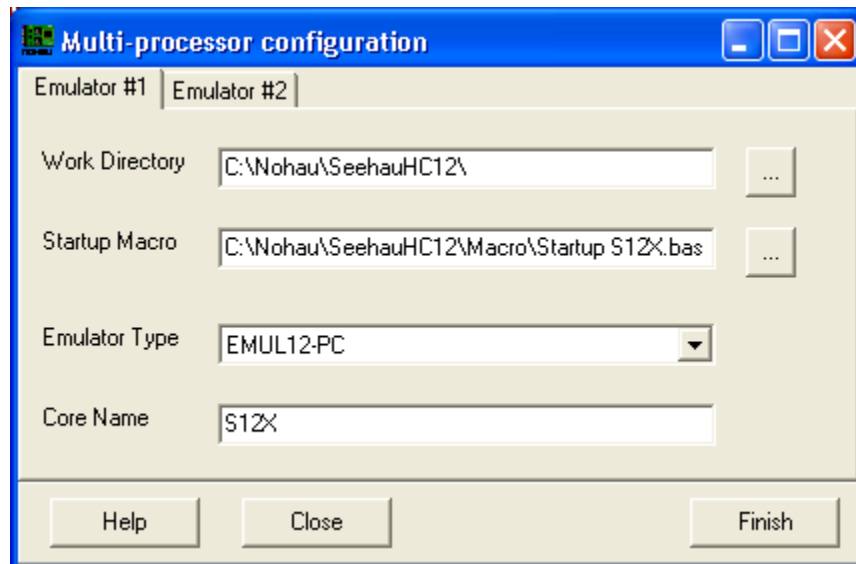 Multi-processor configuration
Emulator #1 Emulator #2
Work Directory C:\Nohau\SeehauHC12\ ...
Startup Macro C:\Nohau\SeehauHC12\Macro\Startup S12X.bas ...
Emulator Type EMUL12-PC
Core Name S12X
Help Close Finish